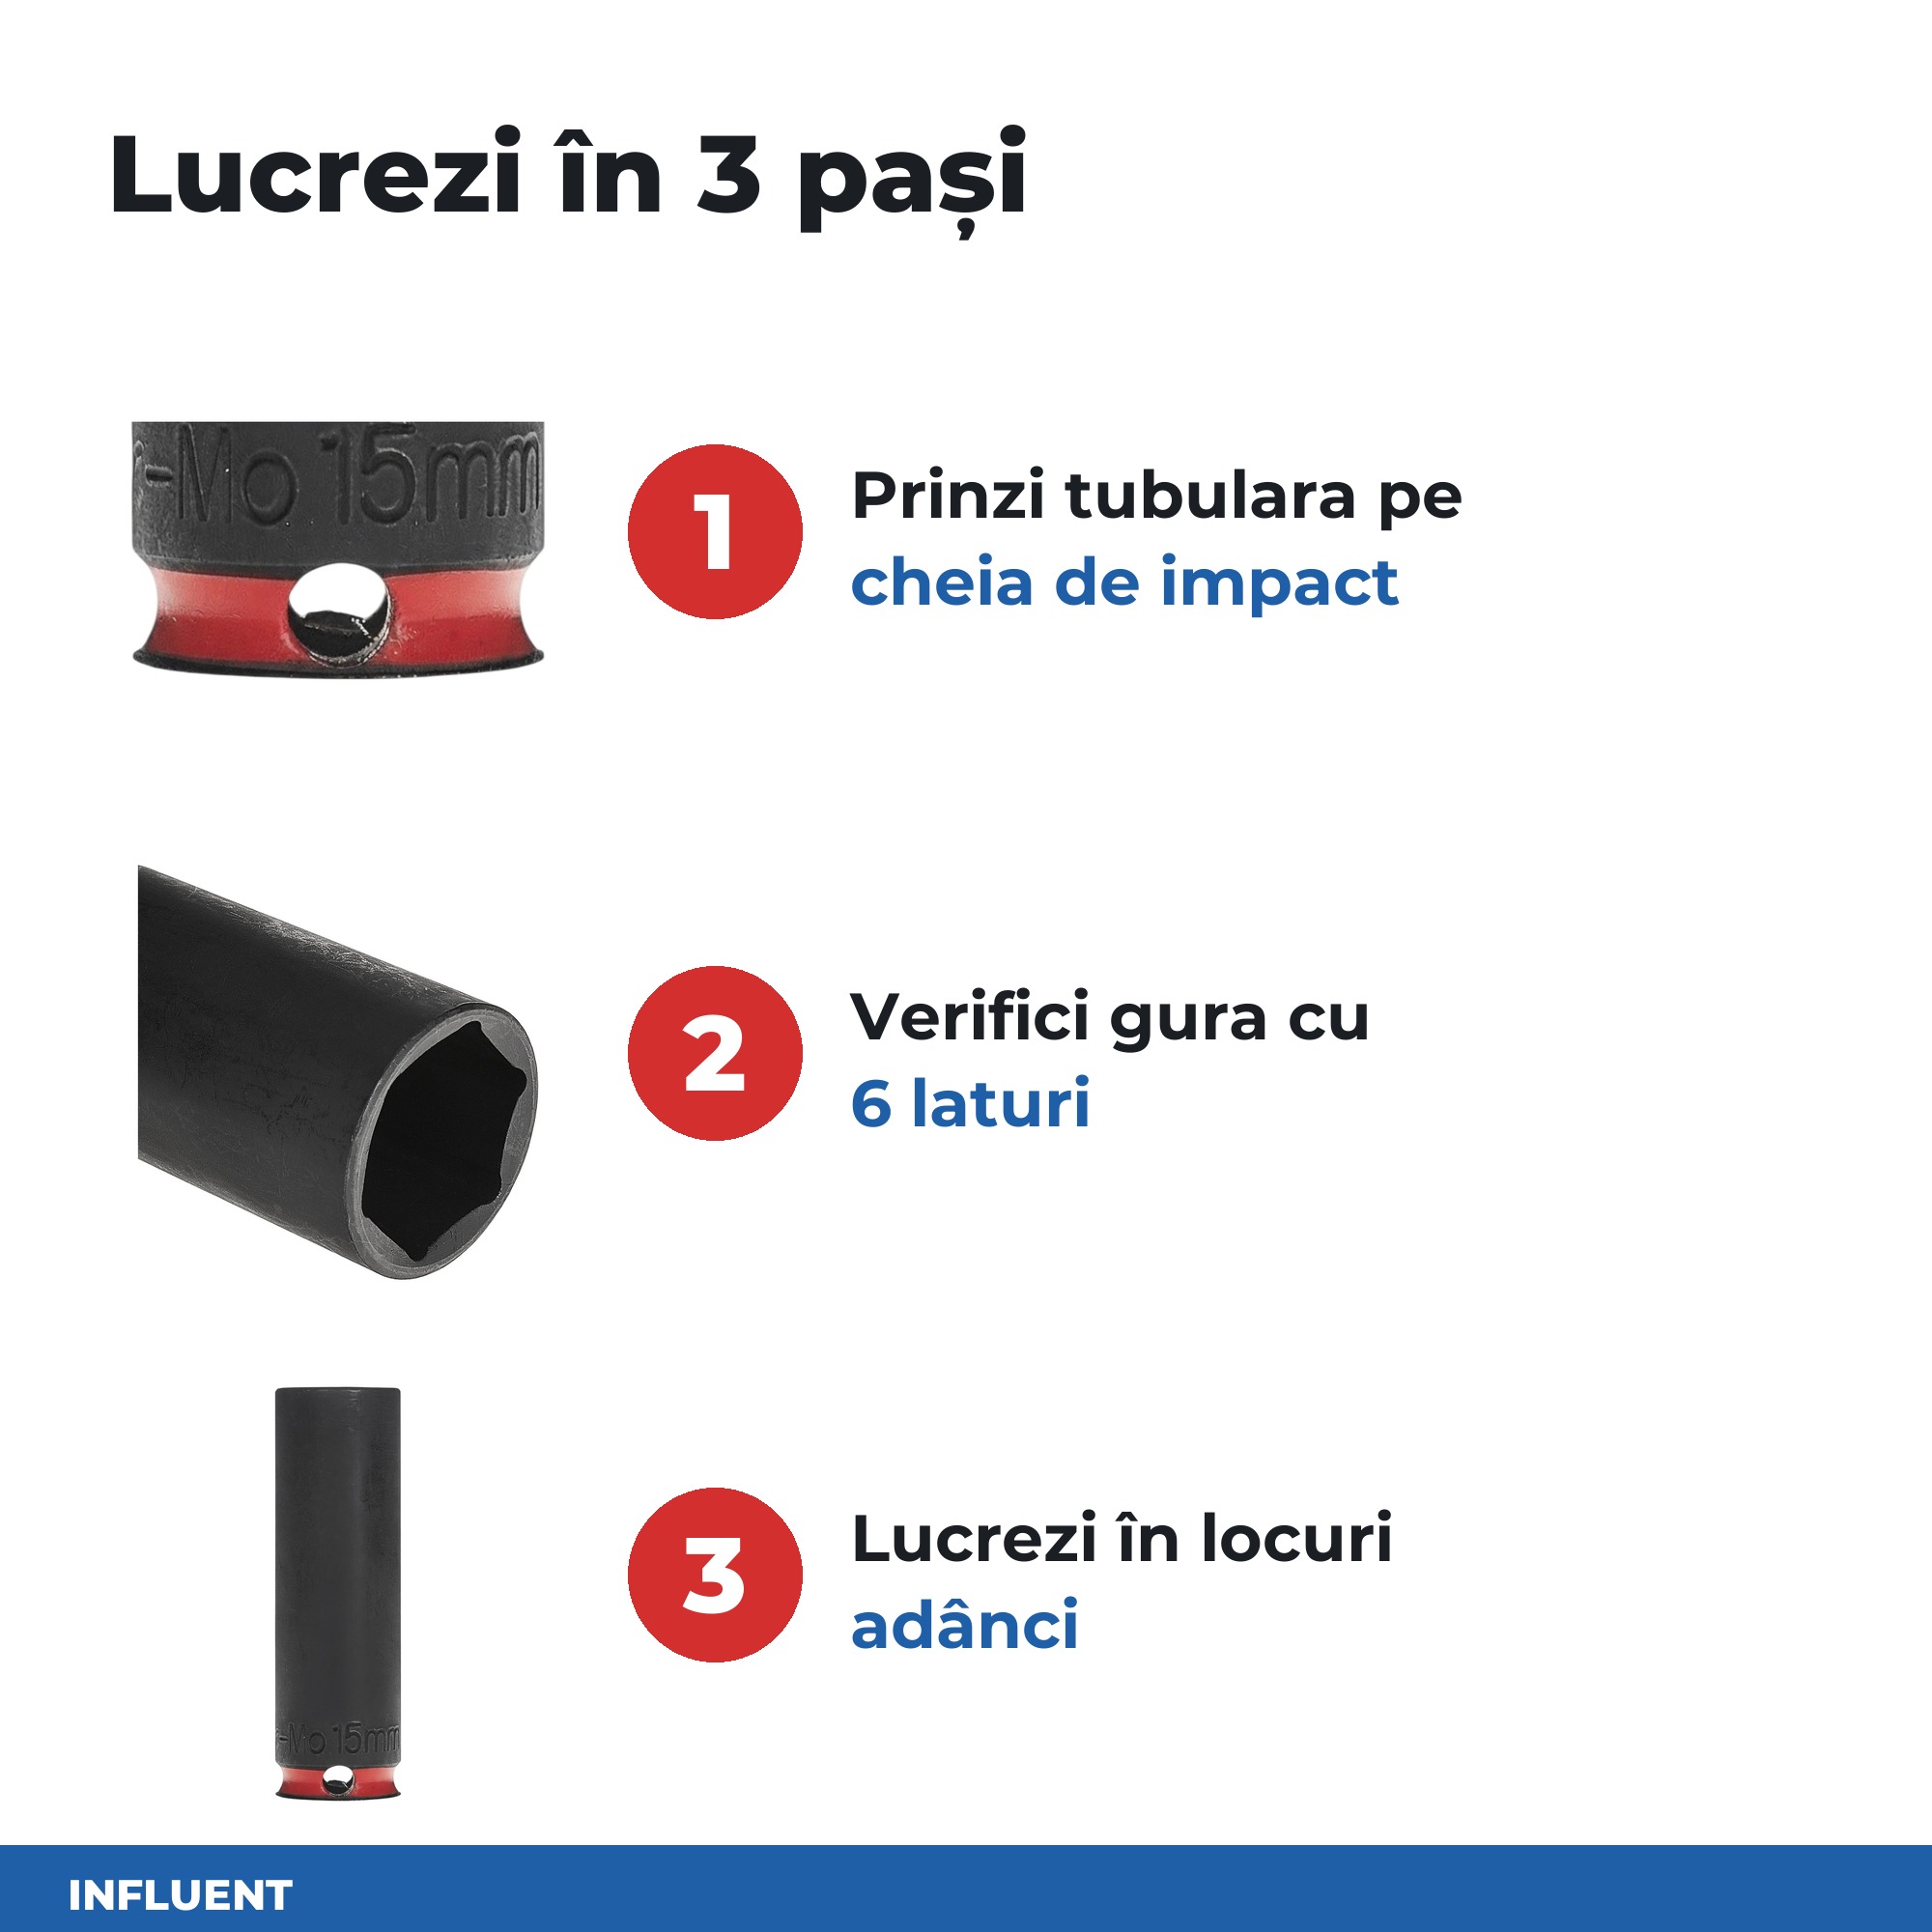 Lucrezi în 3 pași
-Mo 15mm
1
Prinzi tubulara pe
cheia de impact
2
Verifici gura cu
6 laturi
3
Lucrezi în locuri
adânci
-Mo 15mm
INFLUENT